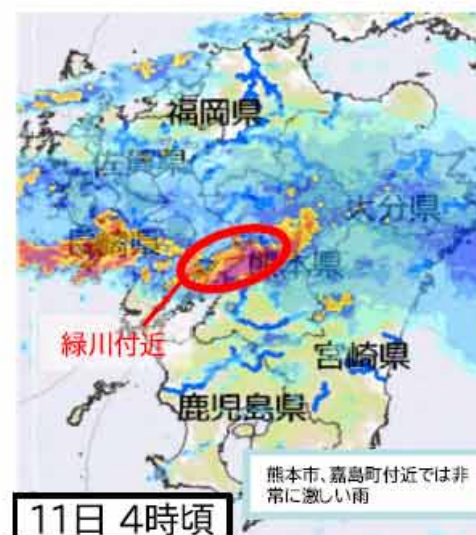 福岡県
佐賀県
大分県
長崎県
熊本県
緑川付近
宮崎県
鹿児島県
熊本市、嘉島町付近では非
常に激しい雨
11日 4時頃